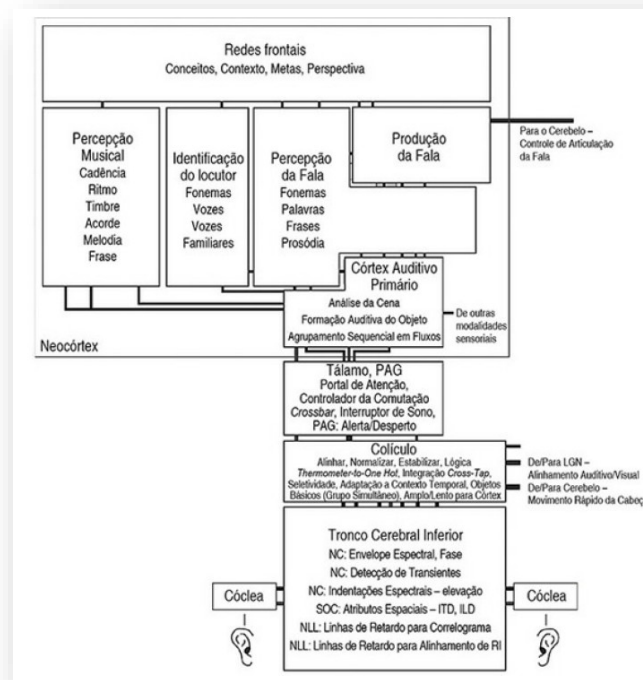 Redes frontais
Conceitos, Contexto, Metas, Perspectiva
Percepção
Musical
Cadência
Ritmo
Timbre
Acorde
Melodia
Frase
Identificação
do locutor
Fonemas
Vozes
Vozes
Familiares
Percepção
da Fala
Fonemas
Palavras
Frases
Prosódia
Produção
da Fala
Para o Cerebelo –
Controle de Articulação
da Fala
Córtex Auditivo
Primário
Análise da Cena
Formação Auditiva do Objeto
Agrupamento Sequencial em Fluxos
De outras
modalidades
sensoriais
Neocórtex
Tálamo, PAG
Portal de Atenção,
Controlador da Comutação
Crossbar, Interruptor de Sono,
PAG: Alerta/Desperto
Colículo
Alinhar, Normalizar, Estabilizar, Lógica
Thermometer-to-One Hot, Integração Cross-Tap,
Seletividade, Adaptação a Contexto Temporal, Objetos
Básicos (Grupo Simultâneo), Amplo/Lento para Córtex
De/Para LGN –
Alinhamento Auditivo/Visual
De/Para Cerebelo –
Movimento Rápido da Cabeç
Tronco Cerebral Inferior
NC: Envelope Espectral, Fase
NC: Detecção de Transientes
NC: Indentações Espectrais – elevação
SOC: Atributos Espaciais – ITD, ILD
NLL: Linhas de Retardo para Correlograma
NLL: Linhas de Retardo para Alinhamento de RI
Cóclea
Cóclea